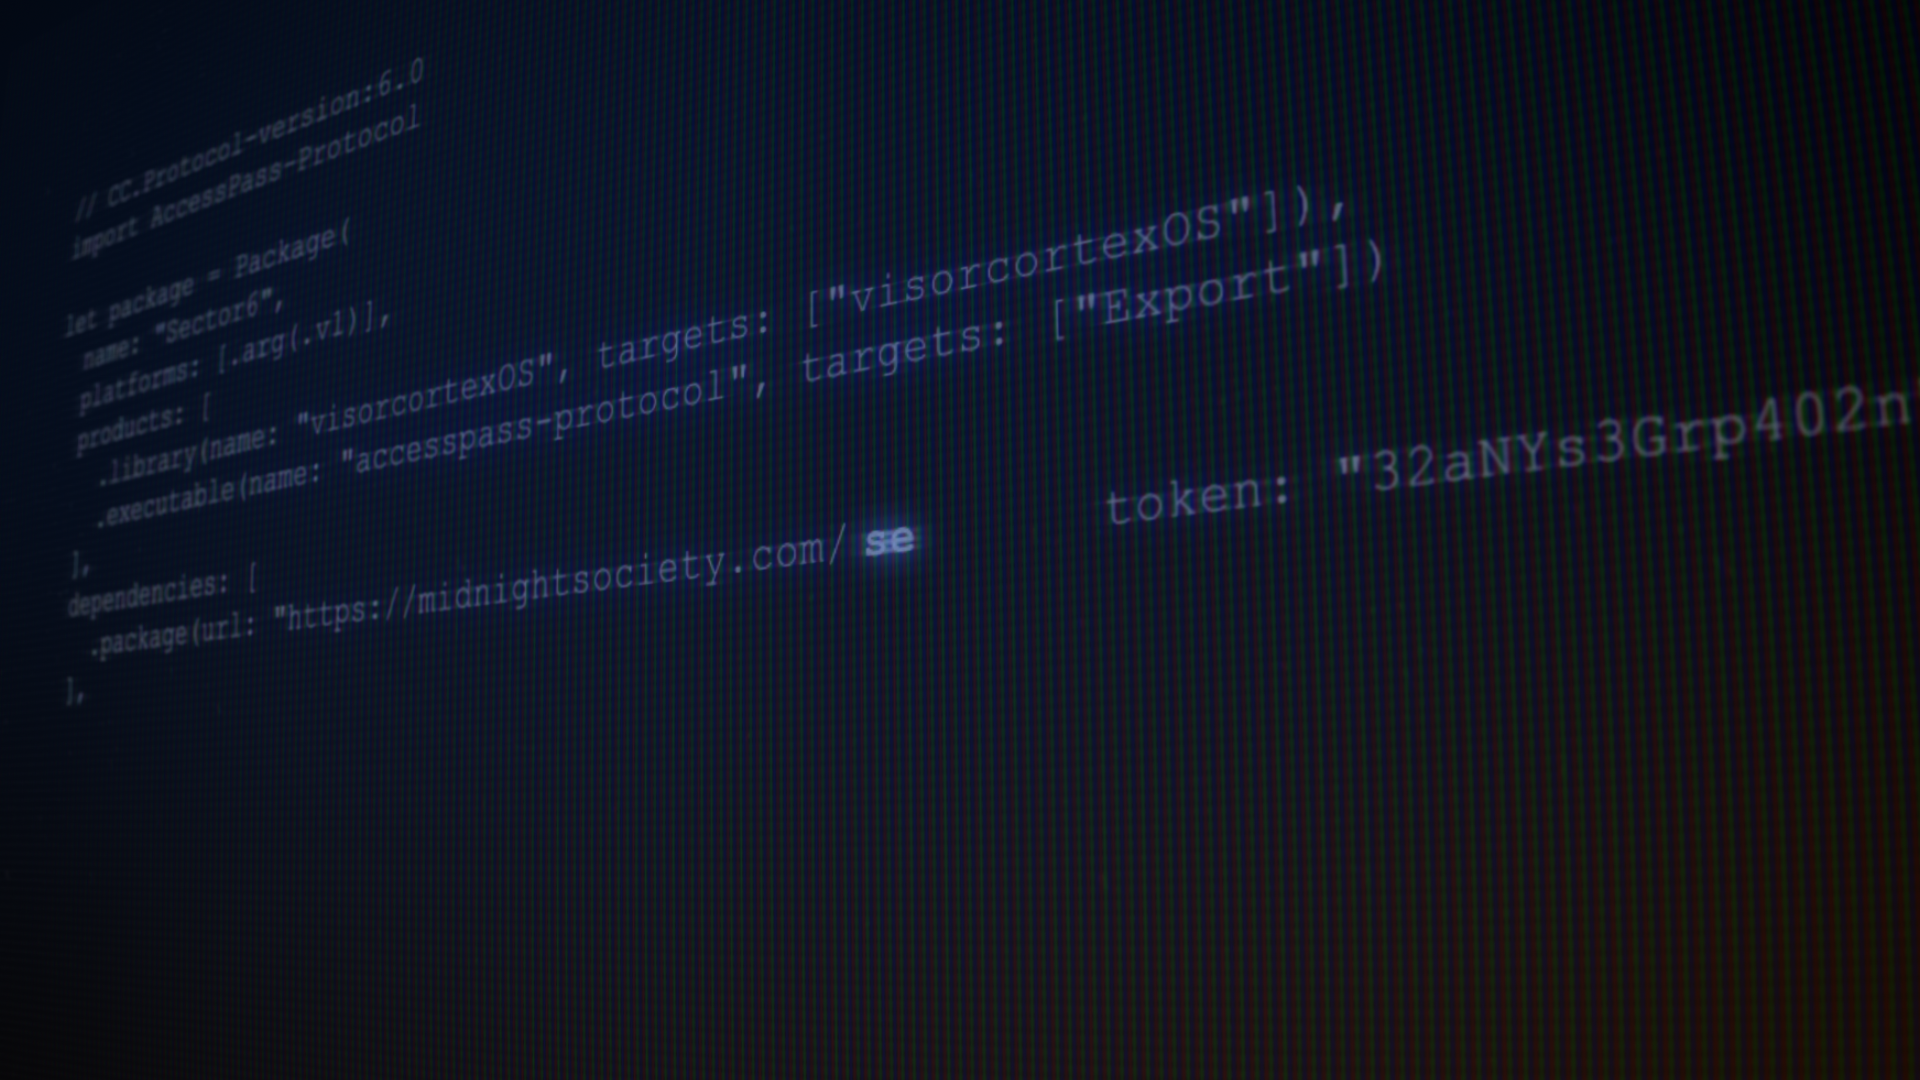 // CC.Protocol-version:6.0
import AccessPass-Protocol
let package = Package(
name: "Sector6",
platforms: [.arg(.v1)],
products: [
.library(name: "visorcortexOS", targets: ["visorcortexOS"]),
.executable(name: "accesspass-protocol", targets: ["Export"])
],
dependencies: [
.package(url: "https://midnightsociety.com/se token: "32aNYs3Grp402n
],